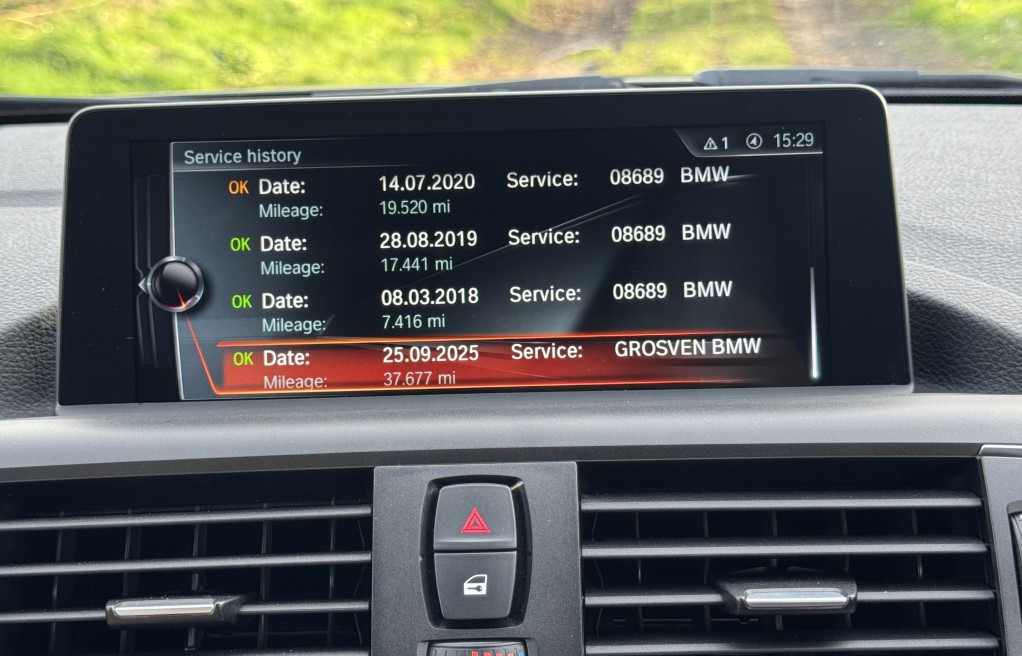 1 15:29
Service history
OK Date: 14.07.2020 Service: 08689 BMW
Mileage: 19.520 mi
OK Date: 28.08.2019 Service: 08689 BMW
Mileage: 17.441 mi
OK Date: 08.03.2018 Service: 08689 BMW
Mileage: 7.416 mi
OK Date: 25.09.2025 Service: GROSVEN BMW
Mileage: 37.677 mi